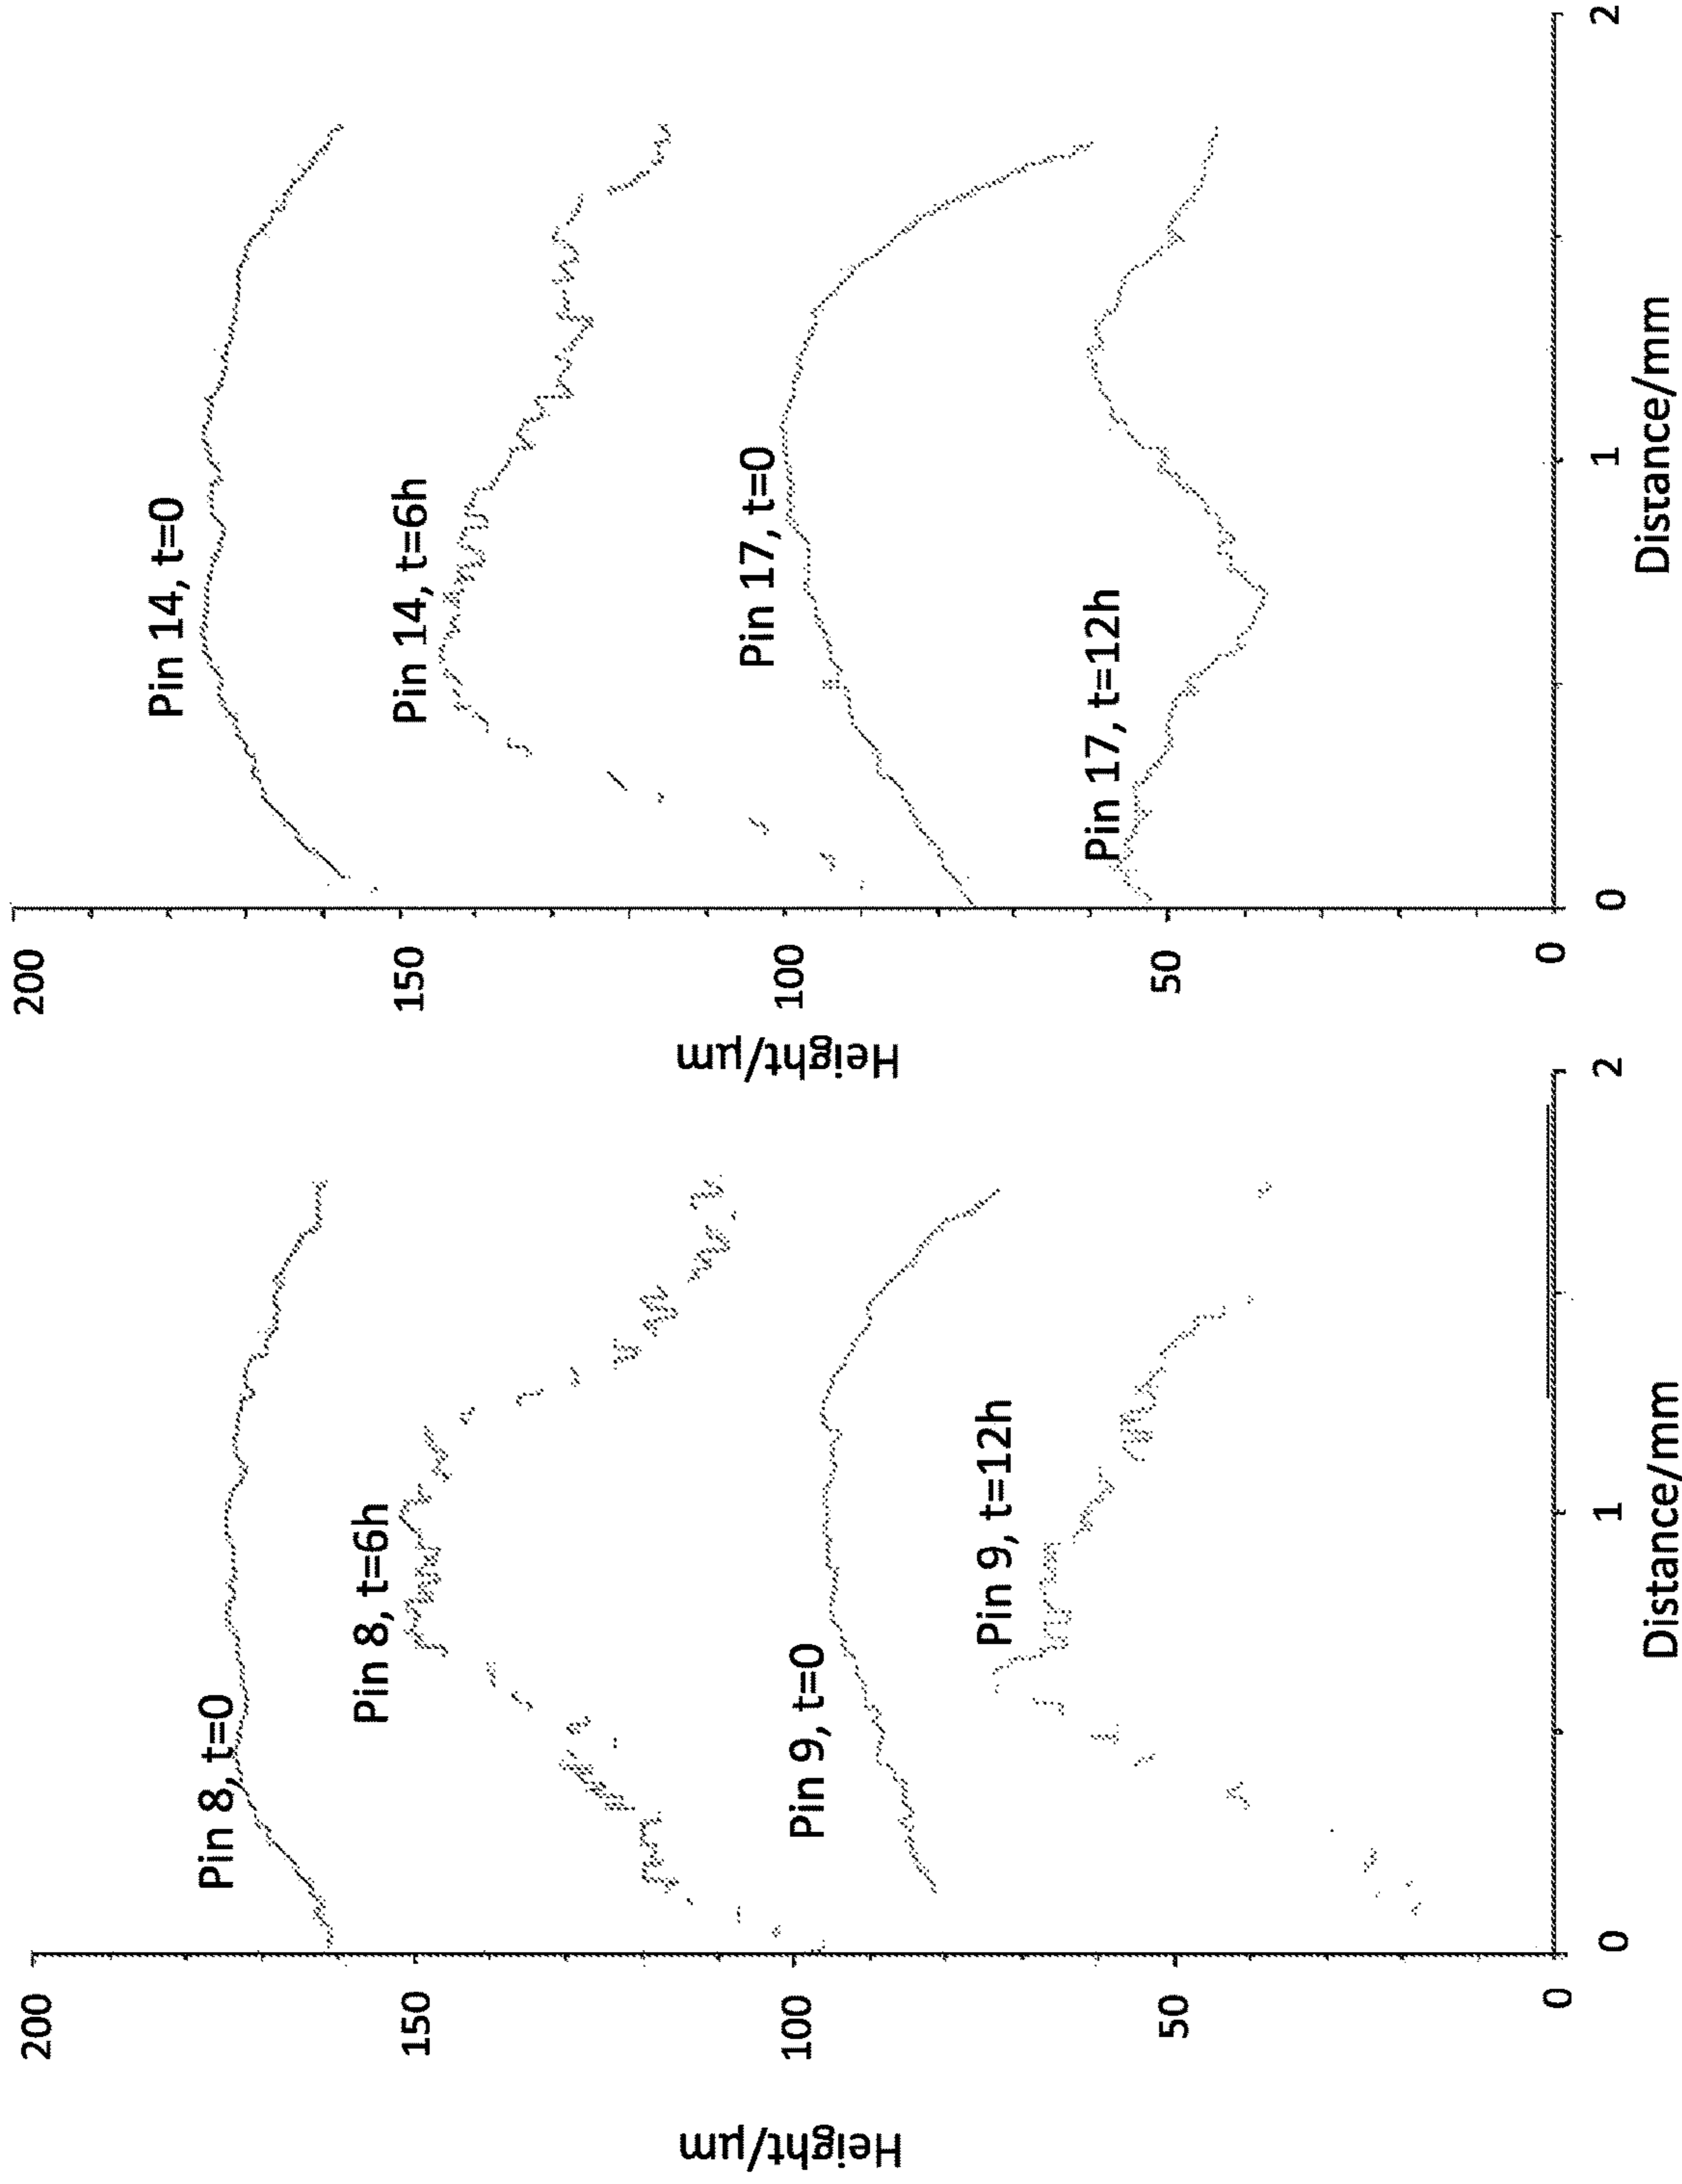 Height/µm
200
150
100
50
0
Pin 8, t=0
Pin 8, t=6h
Pin 9, t=0
Pin 9, t=12h
0
1
2
Distance/mm
Height/µm
200
150
100
50
0
Pin 14, t=0
Pin 14, t=6h
Pin 17, t=0
Pin 17, t=12h
0
1
2
Distance/mm